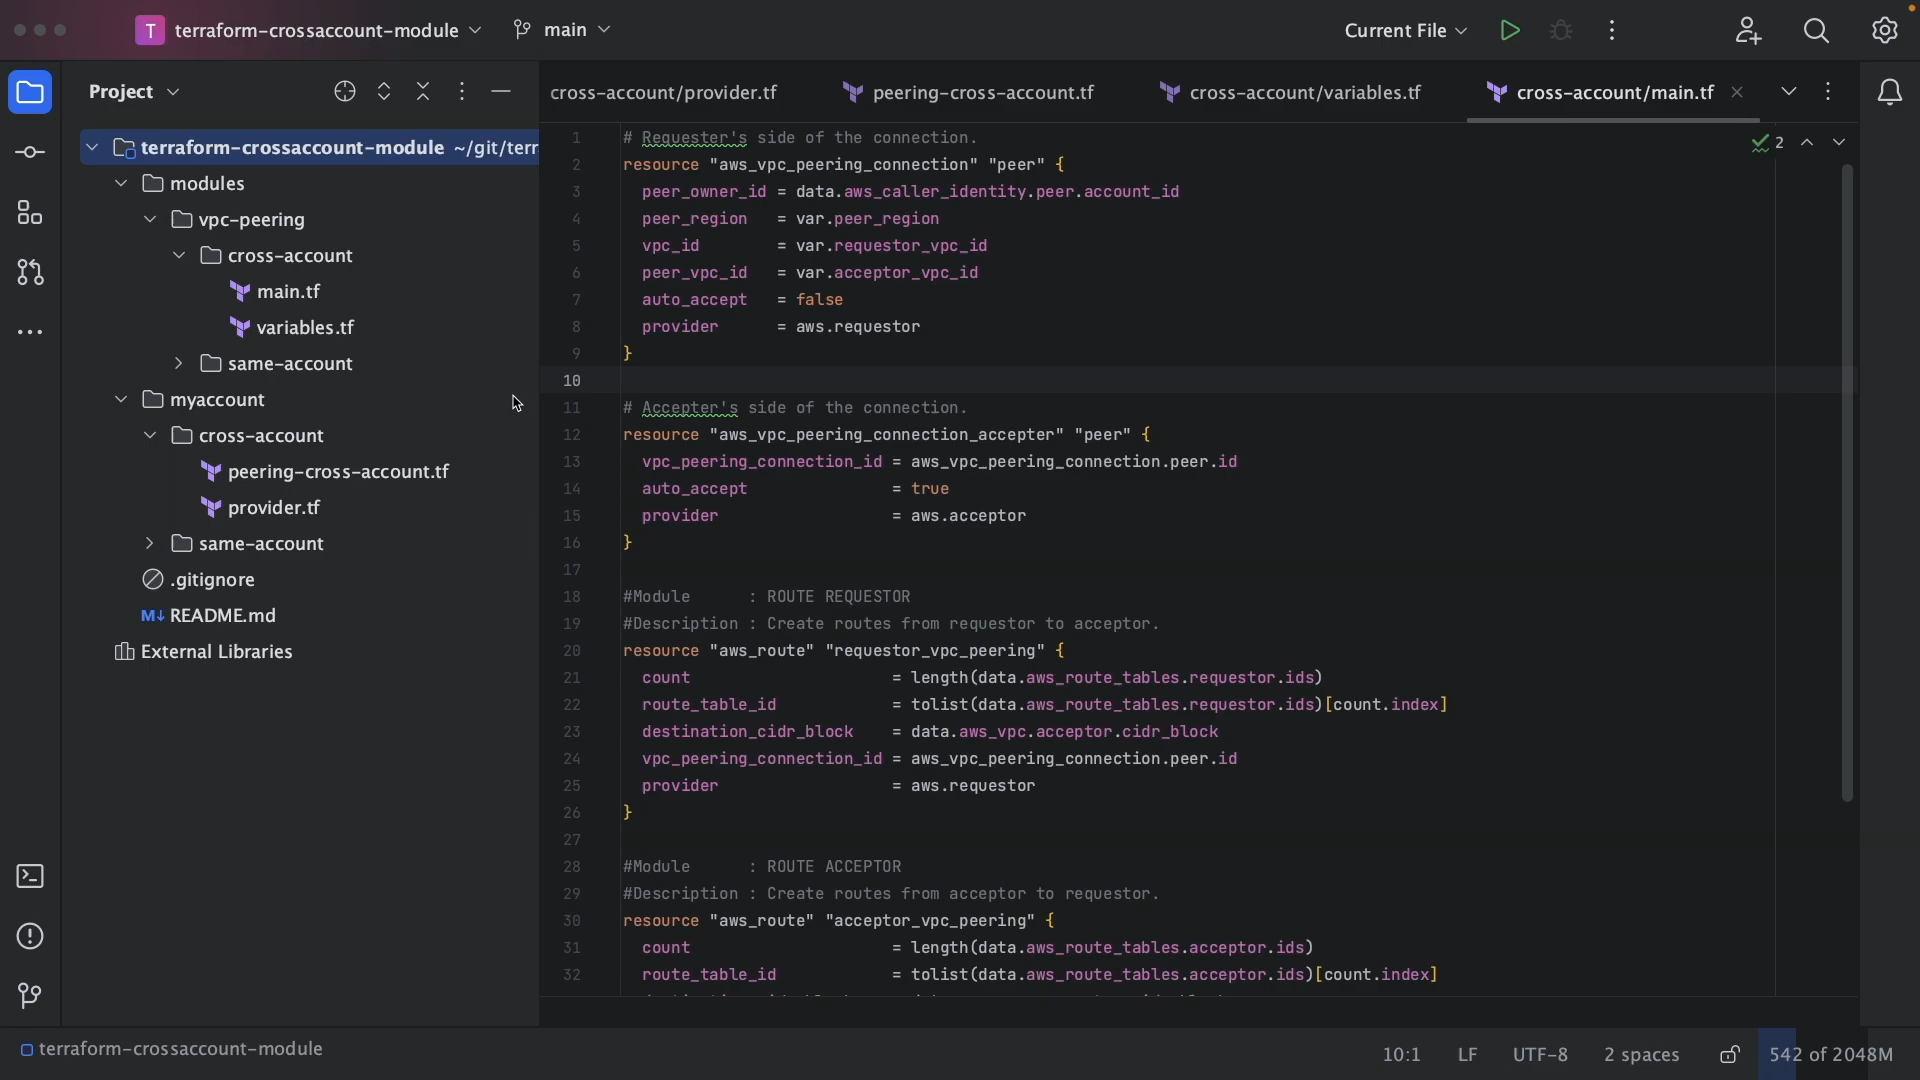 T terraform-crossaccount-module main Current File
Project
cross-account/provider.tf peering-cross-account.tf cross-account/variables.tf cross-account/main.tf
terraform-crossaccount-module ~/git/terr
modules
vpc-peering
cross-account
main.tf
variables.tf
same-account
myaccount
cross-account
peering-cross-account.tf
provider.tf
same-account
.gitignore
M↓ README.md
External Libraries
2
1 # Requester's side of the connection.
2 resource "aws_vpc_peering_connection" "peer" {
3 peer_owner_id = data.aws_caller_identity.peer.account_id
4 peer_region = var.peer_region
5 vpc_id = var.requestor_vpc_id
6 peer_vpc_id = var.acceptor_vpc_id
7 auto_accept = false
8 provider = aws.requestor
9 }
10
11 # Accepter's side of the connection.
12 resource "aws_vpc_peering_connection_accepter" "peer" {
13 vpc_peering_connection_id = aws_vpc_peering_connection.peer.id
14 auto_accept = true
15 provider = aws.acceptor
16 }
17
18 #Module : ROUTE REQUESTOR
19 #Description : Create routes from requestor to acceptor.
20 resource "aws_route" "requestor_vpc_peering" {
21 count = length(data.aws_route_tables.requestor.ids)
22 route_table_id = tolist(data.aws_route_tables.requestor.ids)[count.index]
23 destination_cidr_block = data.aws_vpc.acceptor.cidr_block
24 vpc_peering_connection_id = aws_vpc_peering_connection.peer.id
25 provider = aws.requestor
26 }
27
28 #Module : ROUTE ACCEPTOR
29 #Description : Create routes from acceptor to requestor.
30 resource "aws_route" "acceptor_vpc_peering" {
31 count = length(data.aws_route_tables.acceptor.ids)
32 route_table_id = tolist(data.aws_route_tables.acceptor.ids)[count.index]
terraform-crossaccount-module 10:1 LF UTF-8 2 spaces 542 of 2048M